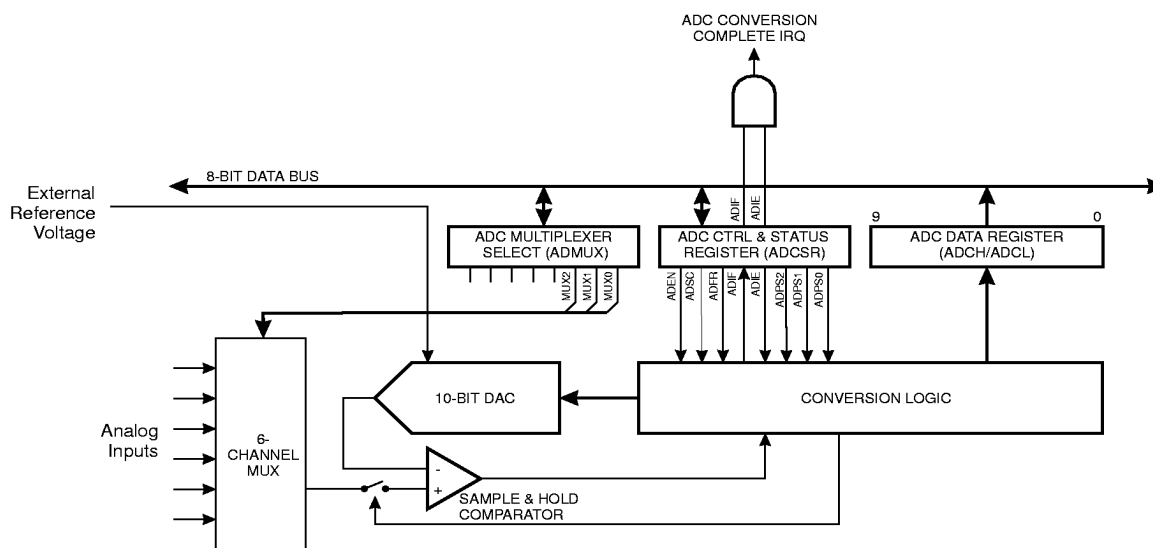 ADC CONVERSION
COMPLETE IRQ
8-BIT DATA BUS
External
Reference
Voltage
ADIF
ADIE
9
0
ADC MULTIPLEXER
SELECT (ADMUX)
ADC CTRL & STATUS
REGISTER (ADCSR)
ADC DATA REGISTER
(ADCH/ADCL)
MUX2
MUX1
MUX0
ADEN
ADSC
ADFR
ADIF
ADIE
ADPS2
ADPS1
ADPS0
10-BIT DAC
CONVERSION LOGIC
Analog
Inputs
6-
CHANNEL
MUX
-
+
SAMPLE & HOLD
COMPARATOR